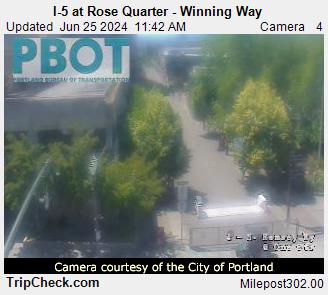 I-5 at Rose Quarter - Winning Way
Updated Jun 25 2024 11:42 AM Camera 4
PBOT
PORTLAND BUREAU OF TRANSPORTATION
Camera courtesy of the City of Portland
TripCheck.com Milepost302.00